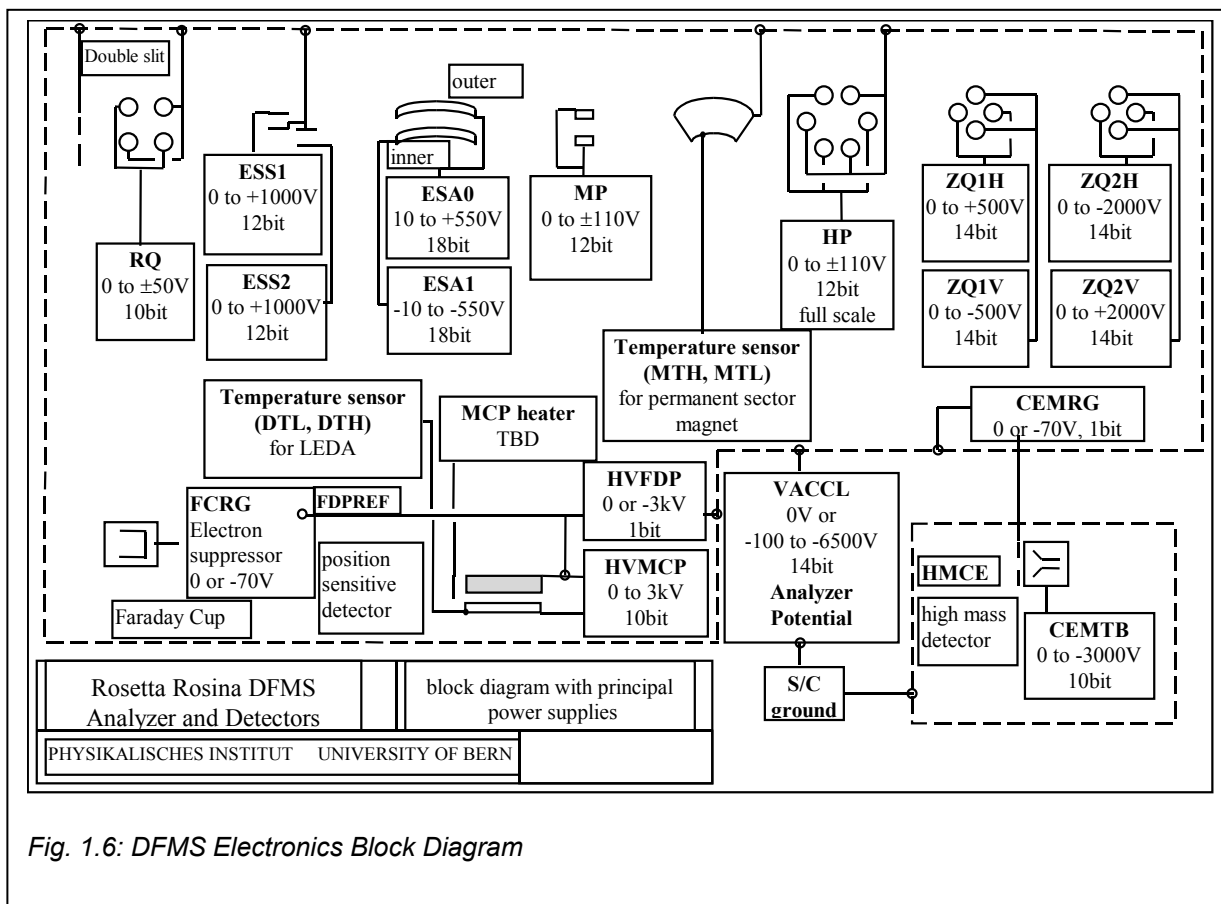 Double slit
outer
inner
ESS1
0 to +1000V
12bit
ESA0
10 to +550V
18bit
MP
0 to ±110V
12bit
ZQ1H
0 to +500V
14bit
ZQ2H
0 to -2000V
14bit
RQ
0 to ±50V
10bit
ESS2
0 to +1000V
12bit
ESA1
-10 to -550V
18bit
HP
0 to ±110V
12bit
full scale
ZQ1V
0 to -500V
14bit
ZQ2V
0 to +2000V
14bit
Temperature sensor
(MTH, MTL)
for permanent sector
magnet
Temperature sensor
(DTL, DTH)
for LEDA
MCP heater
TBD
CEMRG
0 or -70V, 1bit
FCRG
Electron
suppressor
0 or -70V
FDPREF
HVFDP
0 or -3kV
1bit
VACCL
0V or
-100 to -6500V
14bit
Analyzer
Potential
position
sensitive
detector
HVMCP
0 to 3kV
10bit
HMCE
high mass
detector
CEMTB
0 to -3000V
10bit
Faraday Cup
S/C
ground
Rosetta Rosina DFMS
Analyzer and Detectors
block diagram with principal
power supplies
PHYSIKALISCHES INSTITUT UNIVERSITY OF BERN
Fig. 1.6: DFMS Electronics Block Diagram